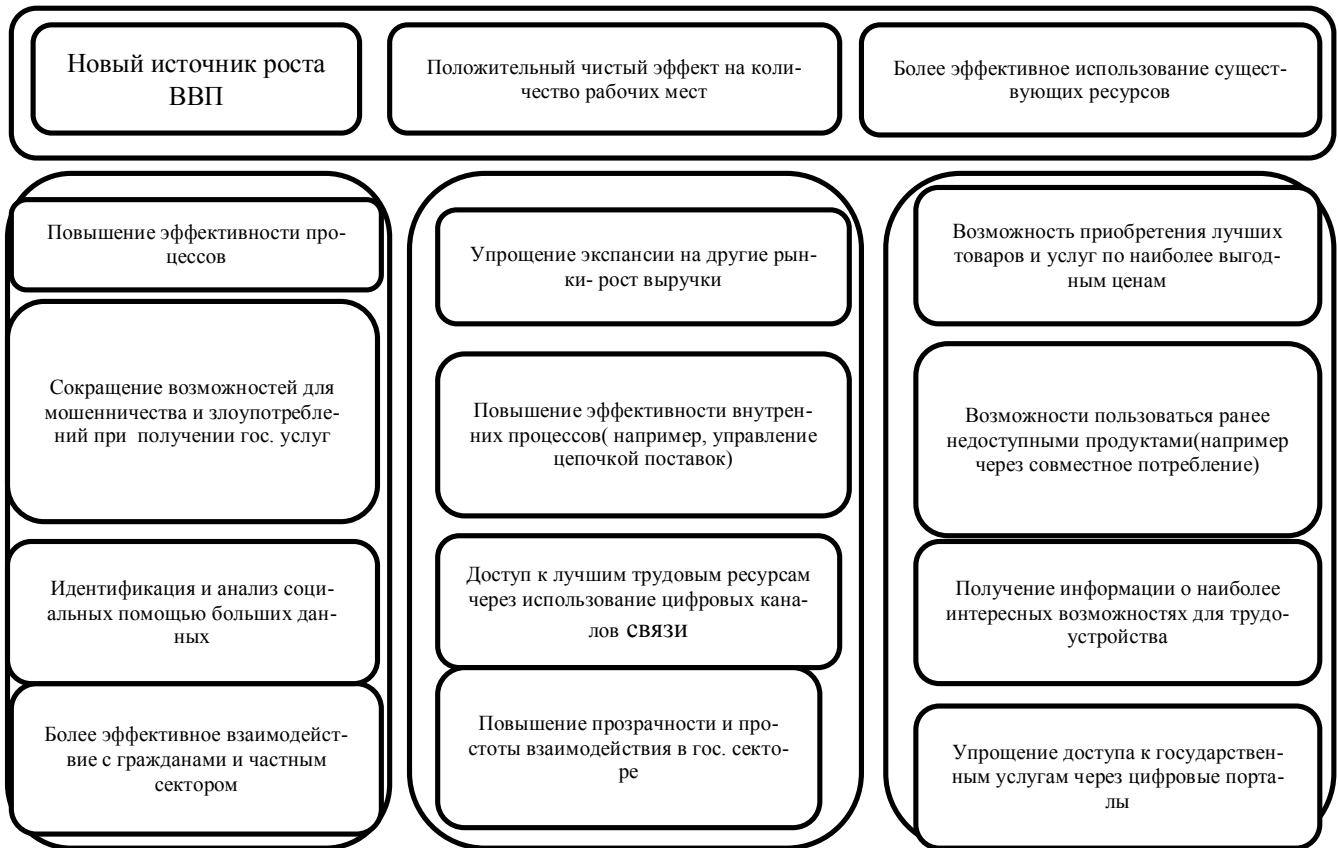 Новый источник роста
ВВП
Положительный чистый эффект на коли-
чество рабочих мест
Более эффективное использование сущест-
вующих ресурсов
Повышение эффективности про-
цессов
Сокращение возможностей для
мошенничества и злоупотребле-
ний при получении гос. услуг
Идентификация и анализ соци-
альных помощью больших дан-
ных
Более эффективное взаимодейст-
вие с гражданами и частным
сектором
Упрощение экспансии на другие рын-
ки- рост выручки
Повышение эффективности внутрен-
них процессов( например, управление
цепочкой поставок)
Доступ к лучшим трудовым ресурсам
через использование цифровых кана-
лов связи
Повышение прозрачности и про-
стоты взаимодействия в гос. секто-
ре
Возможность приобретения лучших
товаров и услуг по наиболее выгод-
ным ценам
Возможности пользоваться ранее
недоступными продуктами(например
через совместное потребление)
Получение информации о наиболее
интересных возможностях для трудо-
устройства
Упрощение доступа к государствен-
ным услугам через цифровые порта-
лы